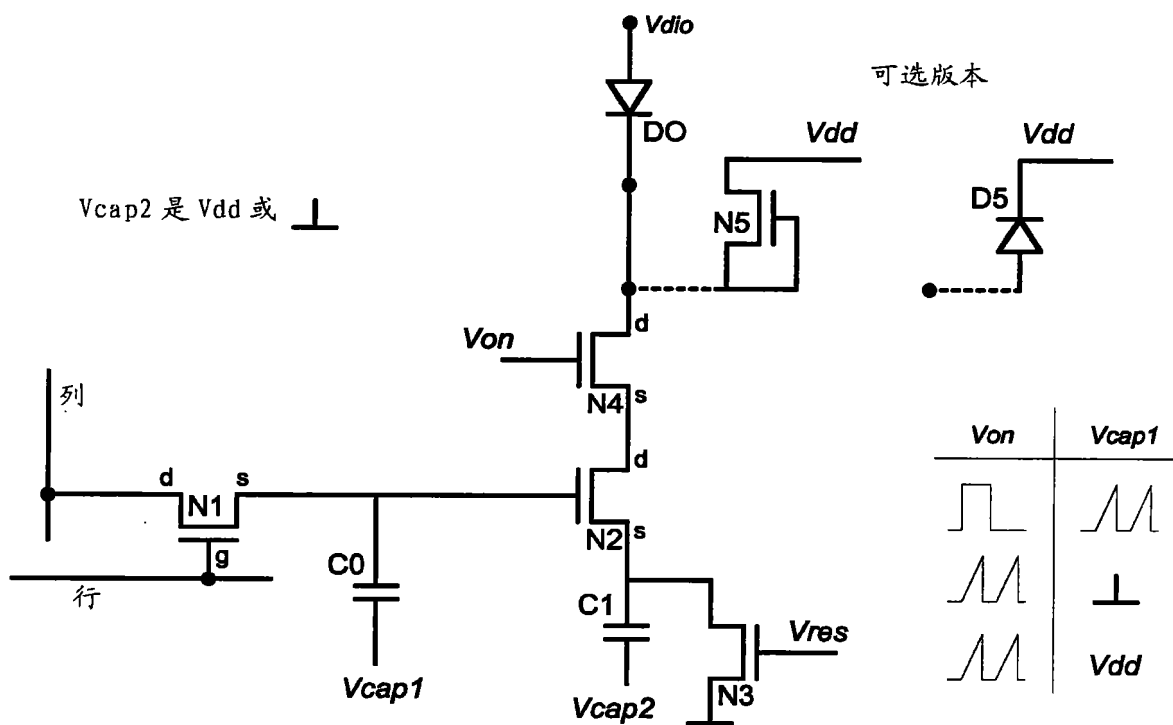 Vdio
可选版本
DO
Vdd
Vdd
D5
N5
Vcap2 是 Vdd 或
d
Von
s
N4
列
Von
Vcap1
d
s
N1
d
N2
s
g
C0
行
C1
Vres
Vdd
Vcap1
Vcap2
N3